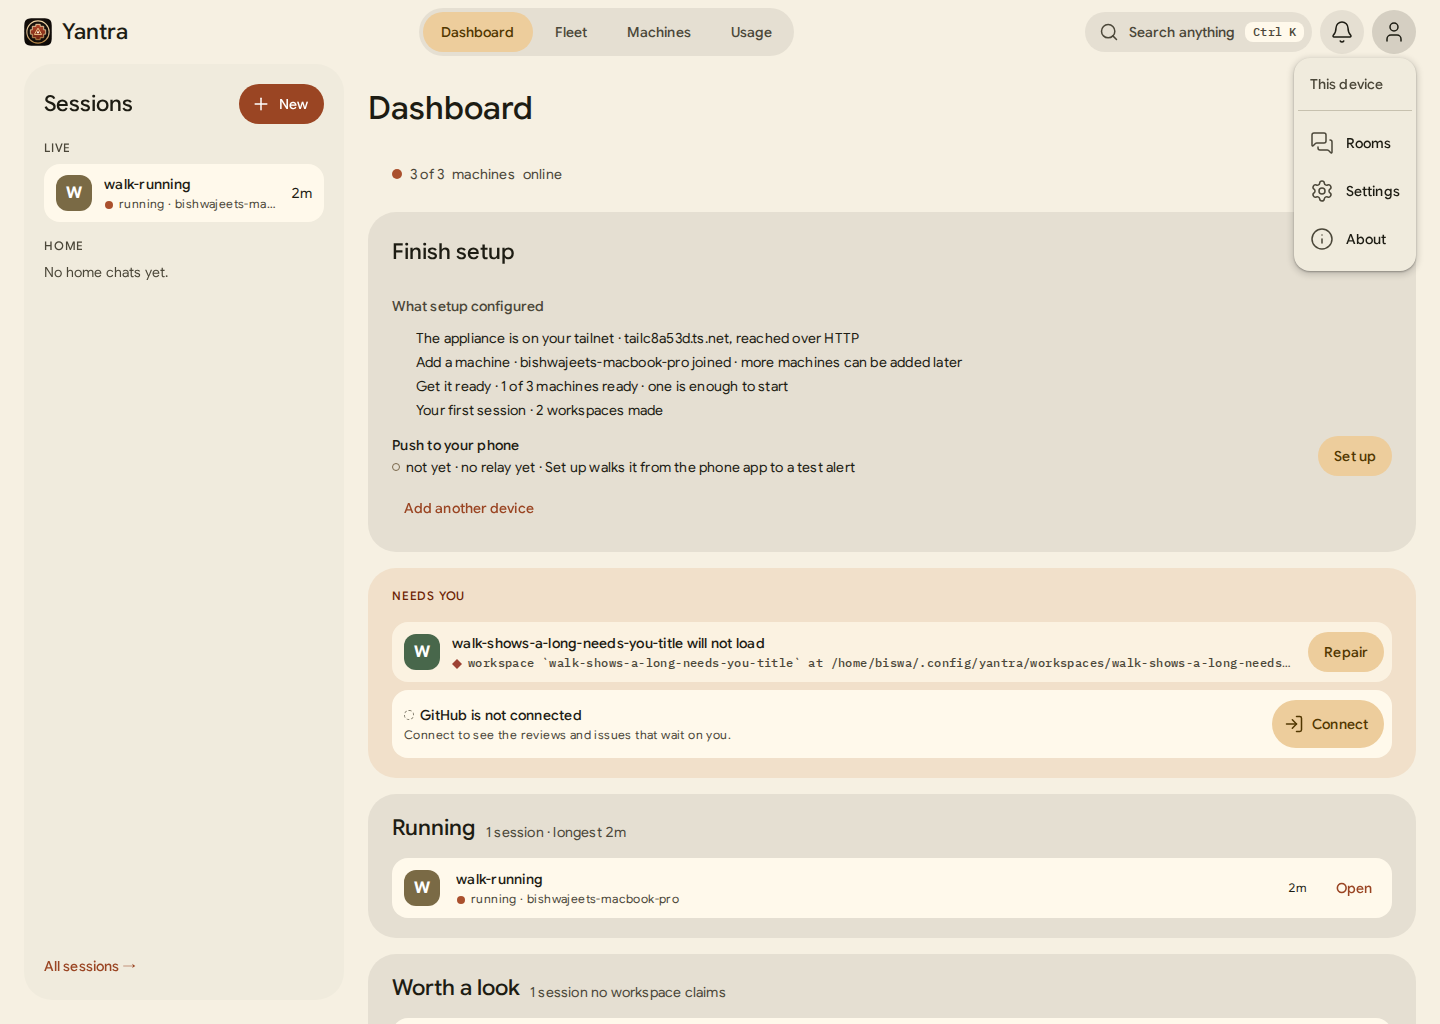 Yantra
Dashboard
Fleet
Machines
Usage
Search anything
Ctrl K
This device
Rooms
Settings
About
Sessions
New
LIVE
W
walk-running
running · bishwajeets-ma...
2m
HOME
No home chats yet.
All sessions →
Dashboard
3 of 3 machines online
Finish setup
What setup configured
The appliance is on your tailnet · tailc8a53d.ts.net, reached over HTTP
Add a machine · bishwajeets-macbook-pro joined · more machines can be added later
Get it ready · 1 of 3 machines ready · one is enough to start
Your first session · 2 workspaces made
Push to your phone
not yet · no relay yet · Set up walks it from the phone app to a test alert
Set up
Add another device
NEEDS YOU
W
walk-shows-a-long-needs-you-title will not load
workspace `walk-shows-a-long-needs-you-title` at /home/biswa/.config/yantra/workspaces/walk-shows-a-long-needs…
Repair
GitHub is not connected
Connect to see the reviews and issues that wait on you.
Connect
Running
1 session · longest 2m
W
walk-running
running · bishwajeets-macbook-pro
2m
Open
Worth a look
1 session no workspace claims